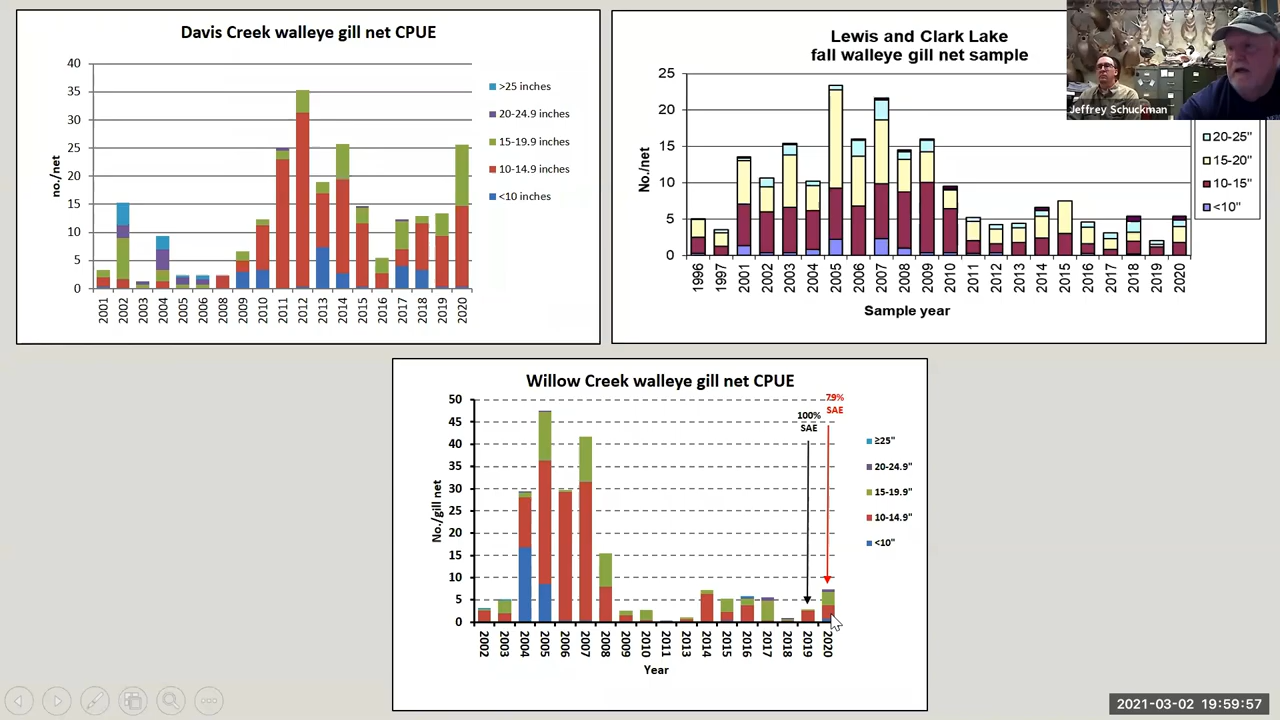 Davis Creek walleye gill net CPUE
40
35
30
25
20
15
10
5
0
no./net
2001 2002 2003 2004 2005 2006 2008 2009 2010 2011 2012 2013 2014 2015 2016 2017 2018 2019 2020
>25 inches
20-24.9 inches
15-19.9 inches
10-14.9 inches
<10 inches
Lewis and Clark Lake
fall walleye gill net sample
25
20
15
10
5
0
No./net
1996 1997 2001 2002 2003 2004 2005 2006 2007 2008 2009 2010 2011 2012 2013 2014 2015 2016 2017 2018 2019 2020
Sample year
20-25"
15-20"
10-15"
<10"
Jeffrey Schuckman
Willow Creek walleye gill net CPUE
50
45
40
35
30
25
20
15
10
5
0
No./gill net
2002 2003 2004 2005 2006 2007 2008 2009 2010 2011 2013 2014 2015 2016 2017 2018 2019 2020
Year
100%
SAE
79%
SAE
≥25"
20-24.9"
15-19.9"
10-14.9"
<10"
2021-03-02 19:59:57